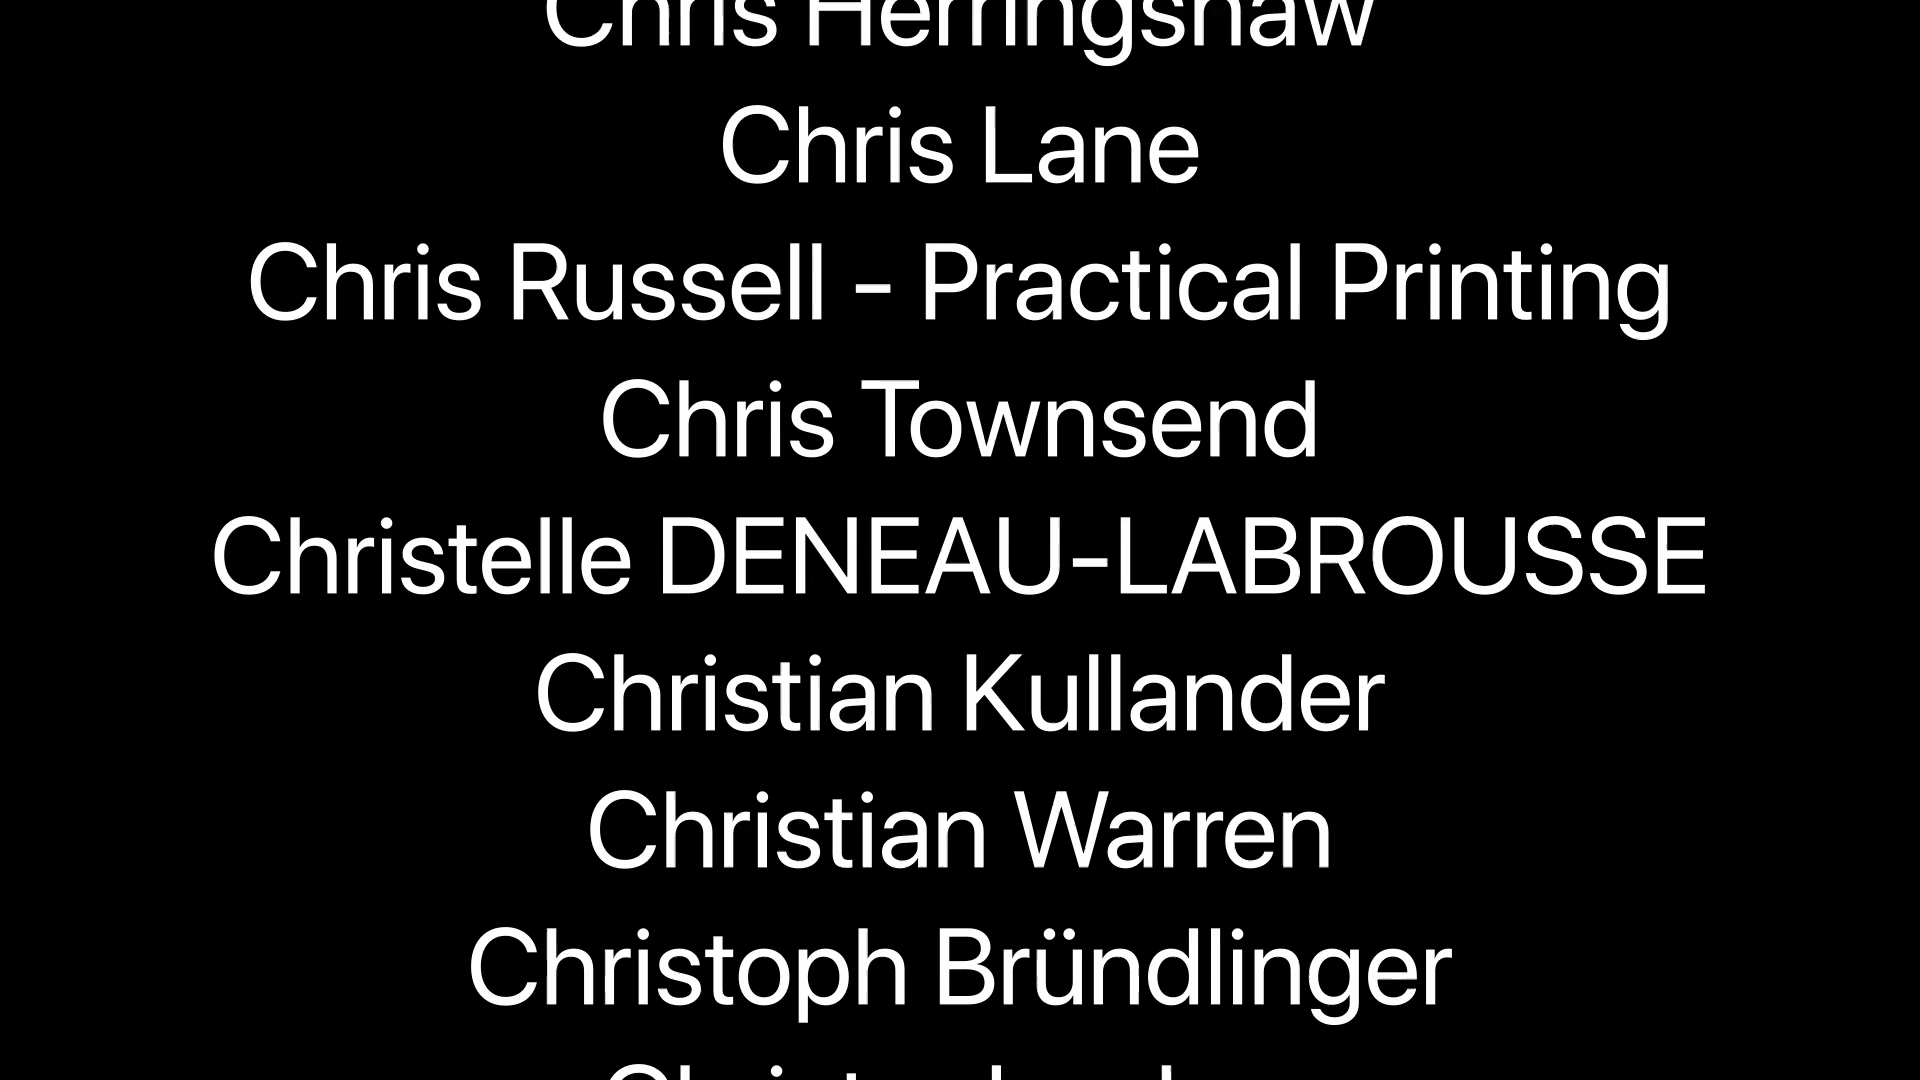 Chris Herringshaw
Chris Lane
Chris Russell - Practical Printing
Chris Townsend
Christelle DENEAU-LABROUSSE
Christian Kullander
Christian Warren
Christoph Bründlinger